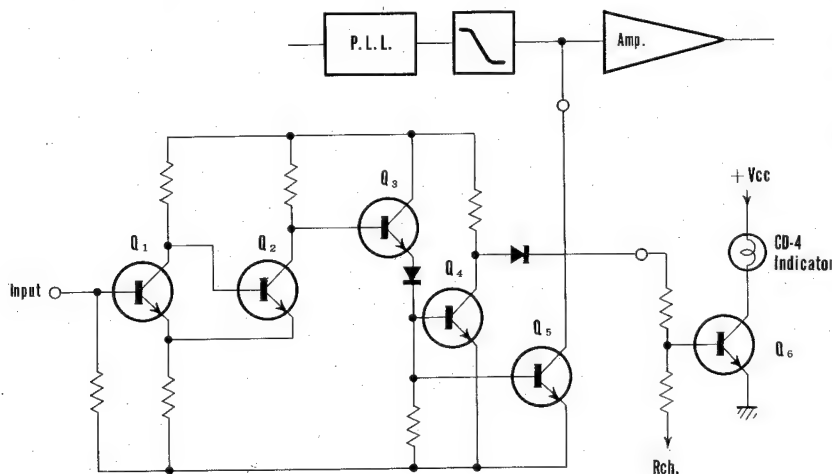 P.L.L.
Amp.
Q₃
+Vcc
Q₁
Q₂
CD-4
Indicator
Q₄
Input
Q₅
Q₆
Rch.